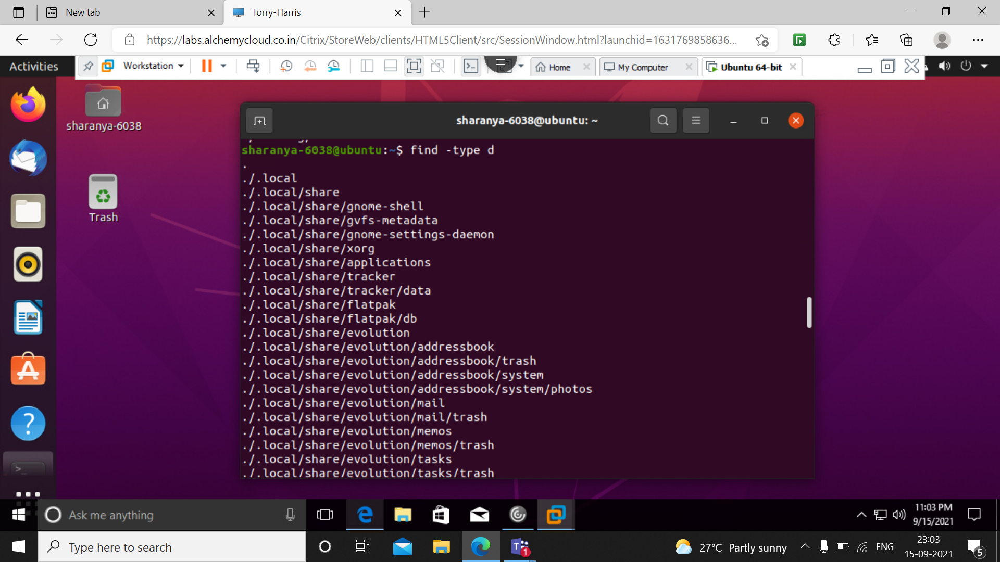 New tab
Torry-Harris
https://labs.alchemycloud.co.in/Citrix/StoreWeb/clients/HTML5Client/src/SessionWindow.html?launchid=1631769858636...
Activities
Workstation
Home
My Computer
Ubuntu 64-bit
sharanya-6038
Trash
sharanya-6038@ubuntu: ~
sharanya-6038@ubuntu:~$ find -type d
.
./.local
./.local/share
./.local/share/gnome-shell
./.local/share/gvfs-metadata
./.local/share/gnome-settings-daemon
./.local/share/xorg
./.local/share/applications
./.local/share/tracker
./.local/share/tracker/data
./.local/share/flatpak
./.local/share/flatpak/db
./.local/share/evolution
./.local/share/evolution/addressbook
./.local/share/evolution/addressbook/trash
./.local/share/evolution/addressbook/system
./.local/share/evolution/addressbook/system/photos
./.local/share/evolution/mail
./.local/share/evolution/mail/trash
./.local/share/evolution/memos
./.local/share/evolution/memos/trash
./.local/share/evolution/tasks
./.local/share/evolution/tasks/trash
Ask me anything
11:03 PM
9/15/2021
Type here to search
1
27°C Partly sunny
ENG
23:03
15-09-2021
5